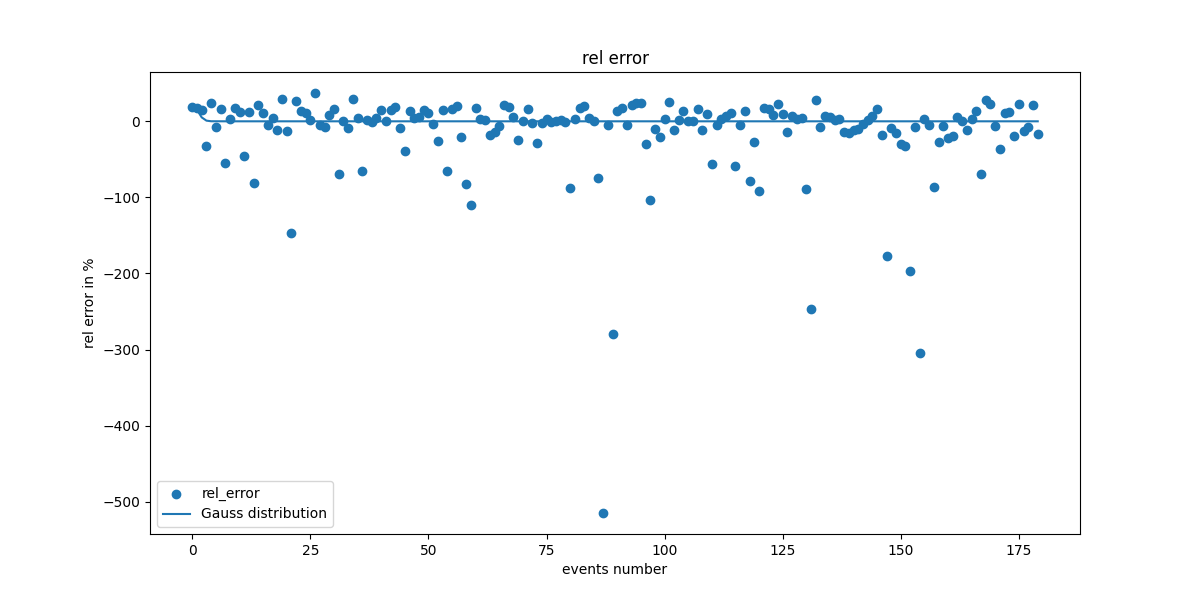 rel error
0
−100
−200
−300
−400
−500
rel error in %
rel_error
Gauss distribution
0 25 50 75 100 125 150 175
events number